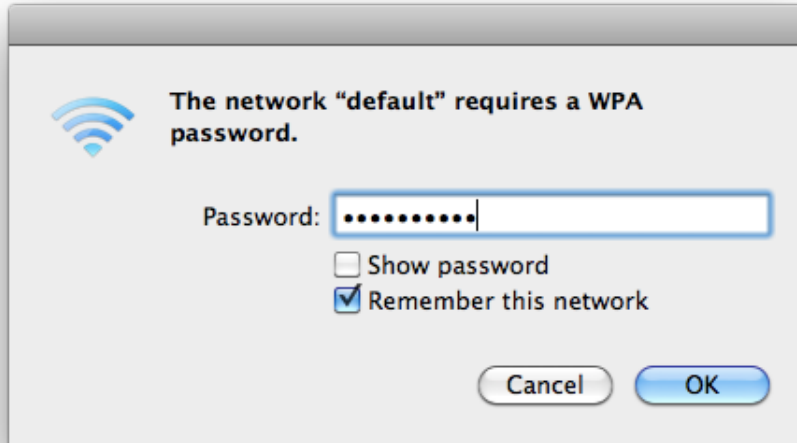 The network “default” requires a WPA
password.
Password: ••••••••••
Show password
Remember this network
Cancel OK